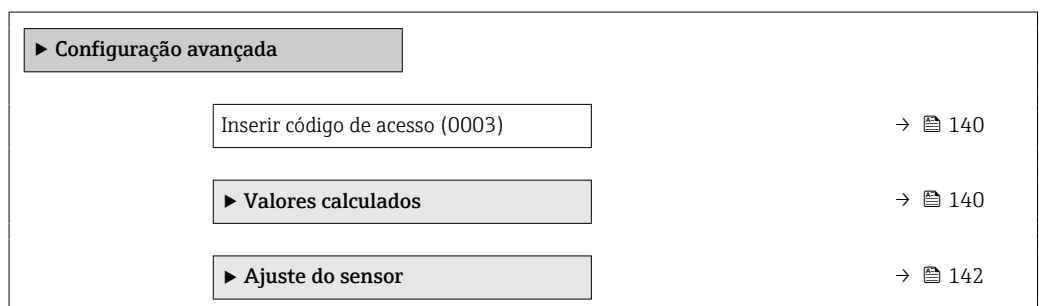 ▶ Configuração avançada
Inserir código de acesso (0003) → 140
▶ Valores calculados → 140
▶ Ajuste do sensor → 142